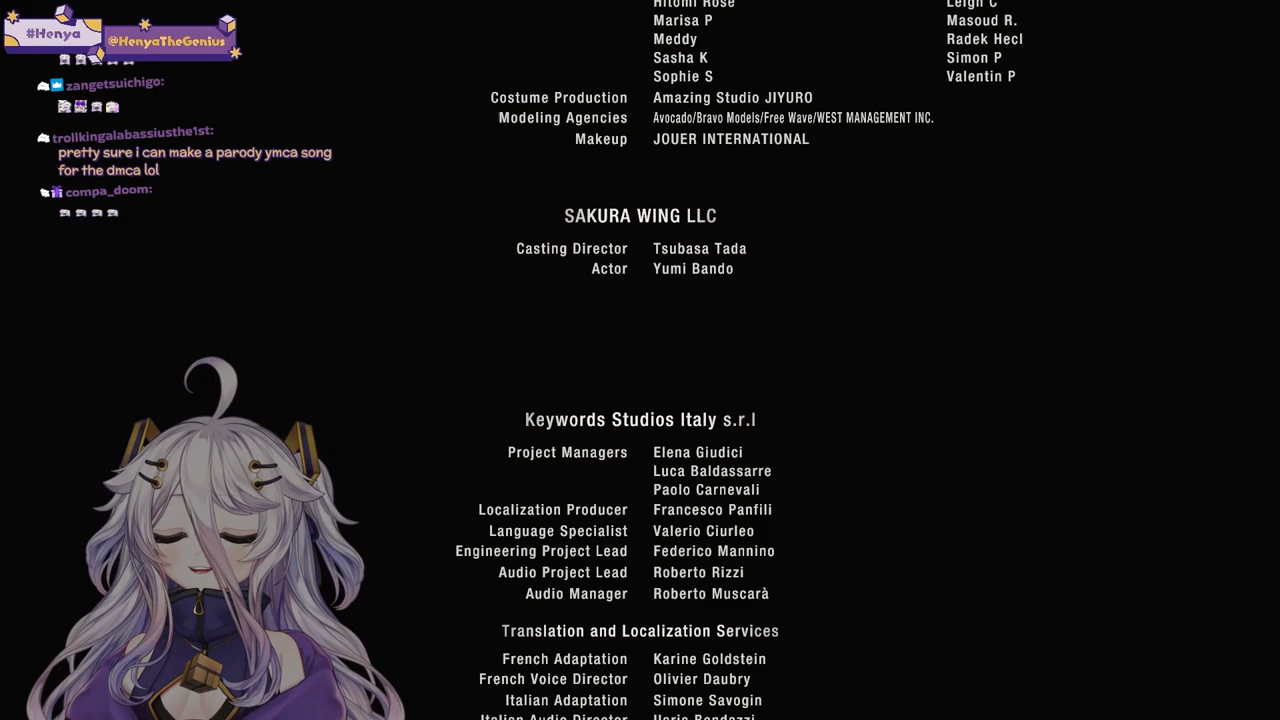 #Henya
@HenyaTheGenius
zangetsuichigo:
trollkingalabassiusthe1st:
pretty sure i can make a parody ymca song
for the dmca lol
compa_doom:
Hitomi Rose Leigh C
Marisa P Masoud R.
Meddy Radek Hecl
Sasha K Simon P
Sophie S Valentin P
Costume Production Amazing Studio JIYURO
Modeling Agencies Avocado/Bravo Models/Free Wave/WEST MANAGEMENT INC.
Makeup JOUER INTERNATIONAL
SAKURA WING LLC
Casting Director Tsubasa Tada
Actor Yumi Bando
Keywords Studios Italy s.r.l
Project Managers Elena Giudici
Luca Baldassarre
Paolo Carnevali
Localization Producer Francesco Panfili
Language Specialist Valerio Ciurleo
Engineering Project Lead Federico Mannino
Audio Project Lead Roberto Rizzi
Audio Manager Roberto Muscarà
Translation and Localization Services
French Adaptation Karine Goldstein
French Voice Director Olivier Daubry
Italian Adaptation Simone Savogin
Italian Audio Director Ilaria Bendazzi